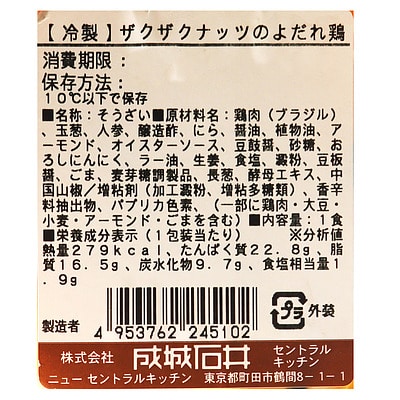 【冷製】ザクザクナッツのよだれ鶏
消費期限：
保存方法：
10℃以下で保存
■名称：そうざい■原材料名：鶏肉（ブラジル）
、玉葱、人参、醸造酢、にら、醤油、植物油、ア
ーモンド、オイスターソース、豆鼓醤、砂糖、お
ろしにんにく、ラー油、生姜、食塩、澱粉、豆板
醤、ごま、麦芽糖調製品、長葱、酵母エキス、中
国山椒／増粘剤（加工澱粉、増粘多糖類）、香辛
料抽出物、パプリカ色素、（一部に鶏肉・大豆・
小麦・アーモンド・ごまを含む）■内容量：1食
■栄養成分表示（1包装当たり）　※分析値
熱量279kcal、たんぱく質22.8g、脂
質16.5g、炭水化物9.7g、食塩相当量1
.9g
4 953762 245102
プラ 外装
製造者
株式会社 成城石井 セントラルキッチン
ニュー セントラルキッチン 東京都町田市鶴間8-1-1